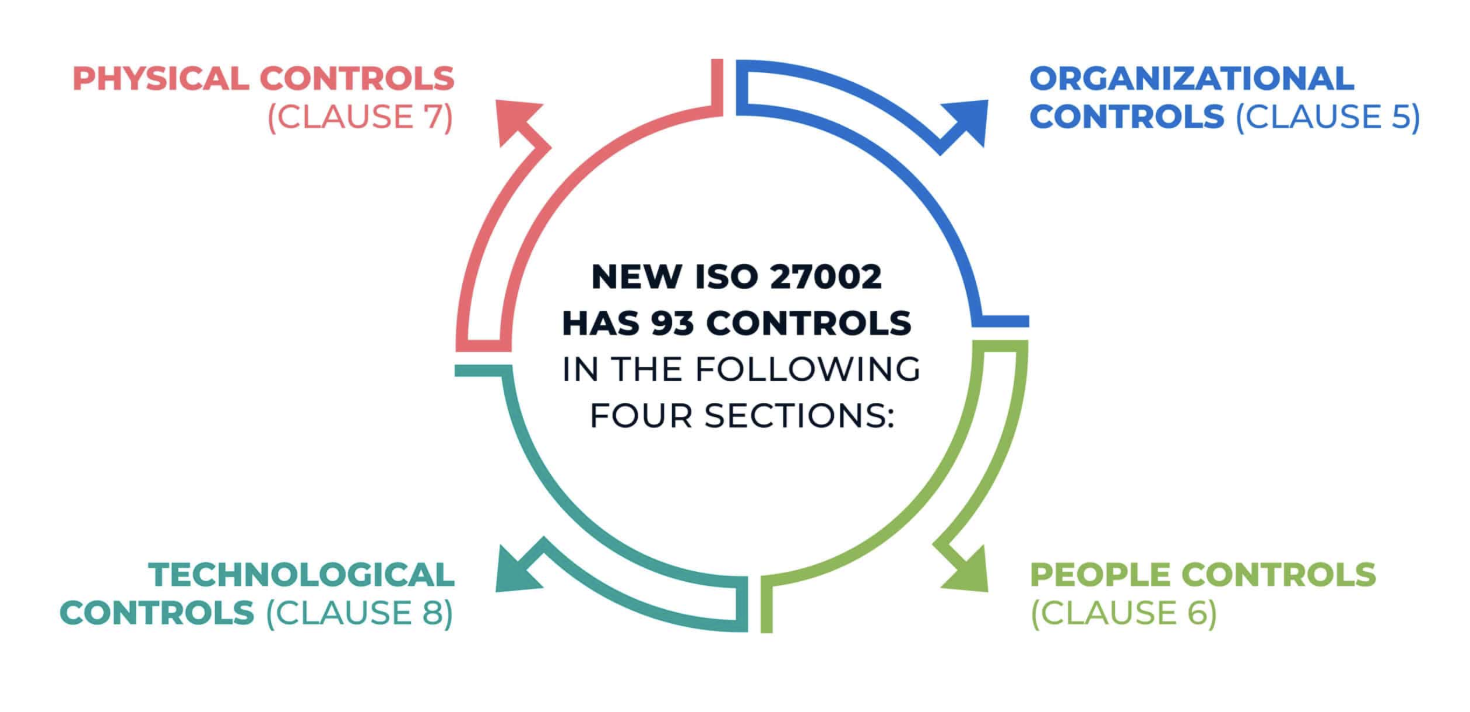 PHYSICAL CONTROLS
(CLAUSE 7)
ORGANIZATIONAL
CONTROLS (CLAUSE 5)
NEW ISO 27002
HAS 93 CONTROLS
IN THE FOLLOWING
FOUR SECTIONS:
TECHNOLOGICAL
CONTROLS (CLAUSE 8)
PEOPLE CONTROLS
(CLAUSE 6)